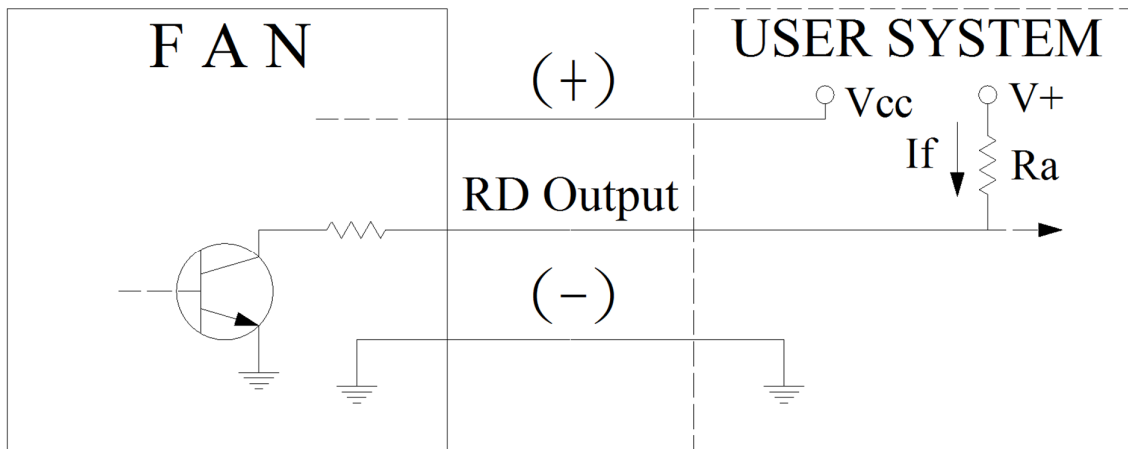 F A N
USER SYSTEM
(+)
Vcc
V+
If
Ra
RD Output
(-)